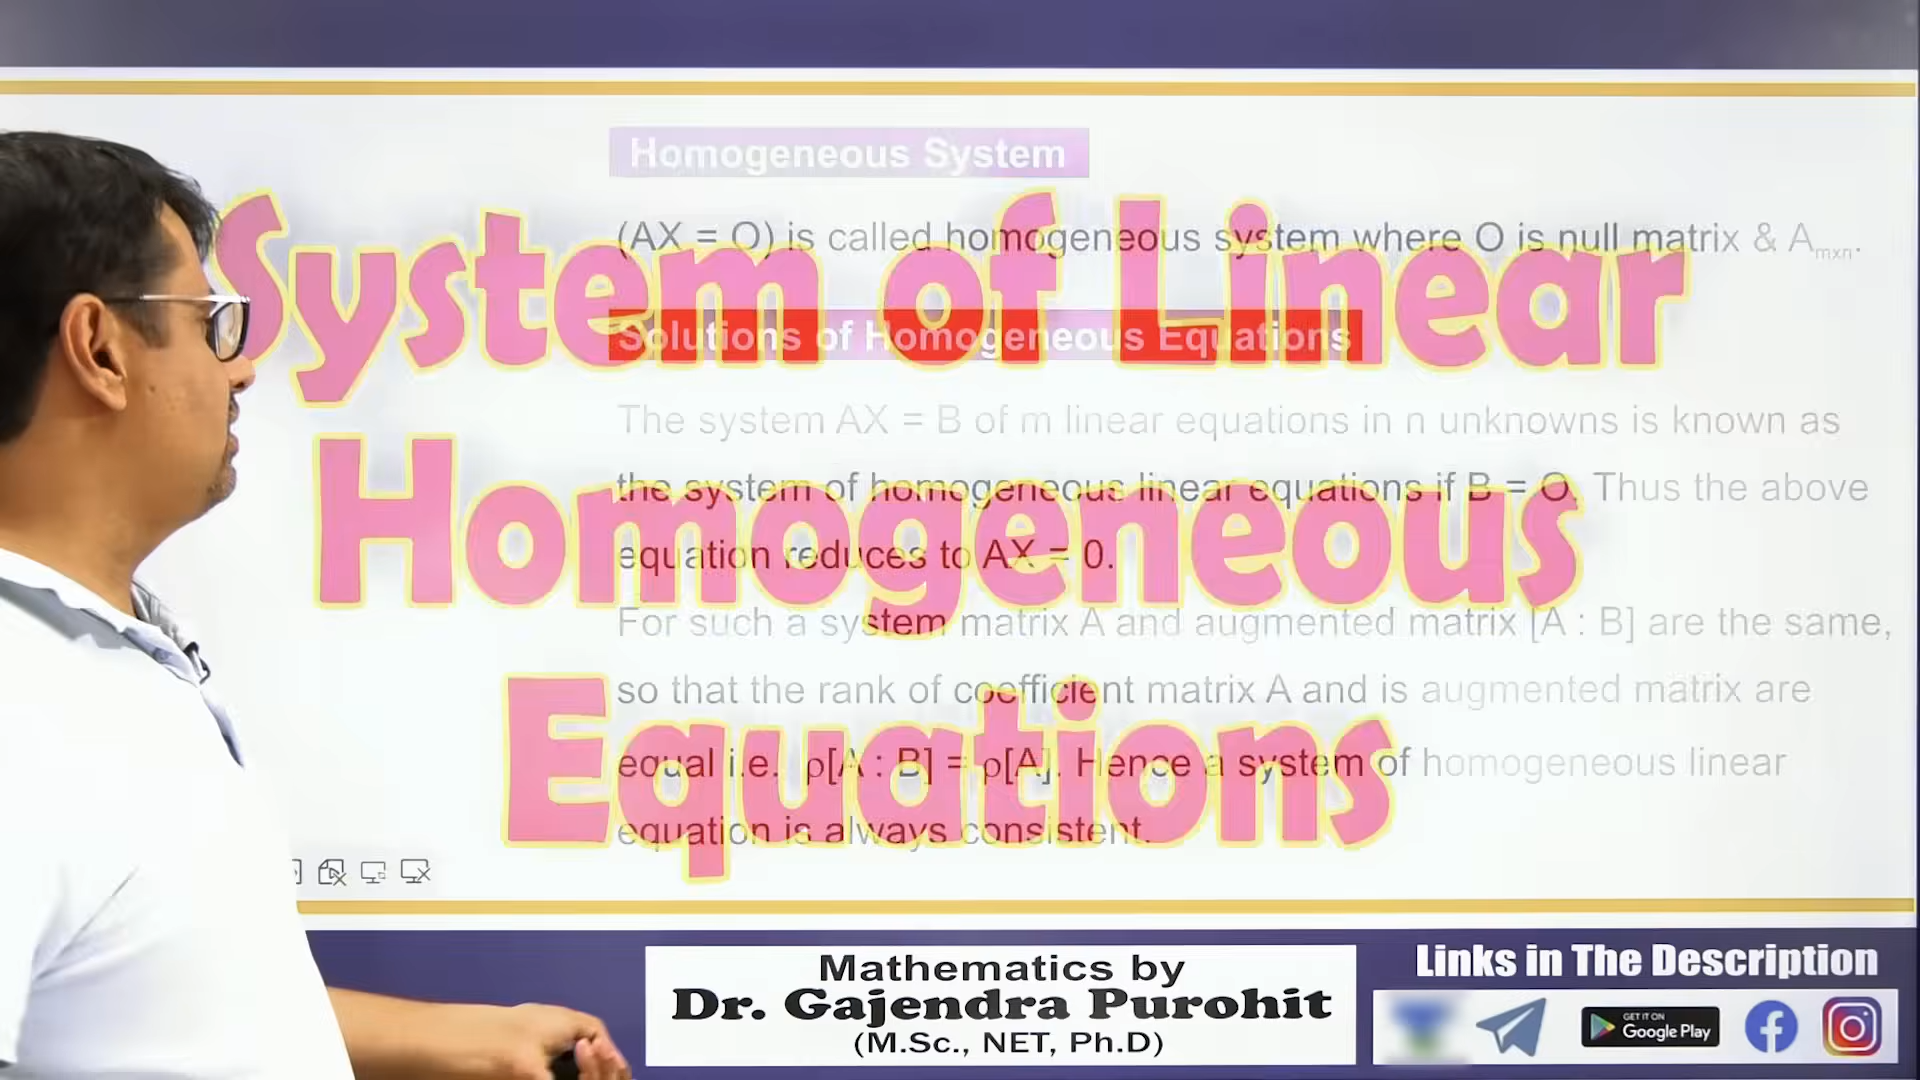 Homogeneous System
(AX = O) is called homogeneous system where O is null matrix & Amxn.
System of Linear
Solutions of Homogeneous Equations
The system AX = B of m linear equations in n unknowns is known as
the system of homogeneous linear equations if B = O. Thus the above
Homogeneous
equation reduces to AX = 0.
For such a system matrix A and augmented matrix [A : B] are the same,
so that the rank of coefficient matrix A and is augmented matrix are
Equations
equal i.e. ρ[A : B] = ρ[A]. Hence a system of homogeneous linear
equation is always consistent.
Mathematics by
Dr. Gajendra Purohit
(M.Sc., NET, Ph.D)
Links in The Description
GET IT ON
Google Play